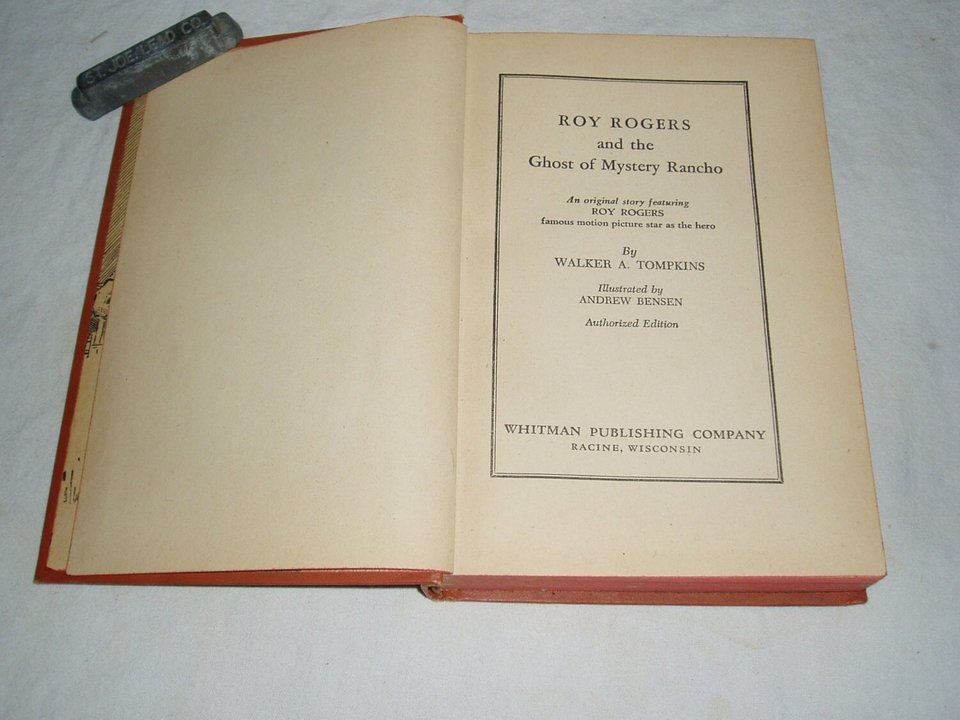 ST. JOE LEAD CO.
ROY ROGERS
and the
Ghost of Mystery Rancho
An original story featuring
ROY ROGERS
famous motion picture star as the hero
By
WALKER A. TOMPKINS
Illustrated by
ANDREW BENSEN
Authorized Edition
WHITMAN PUBLISHING COMPANY
RACINE, WISCONSIN